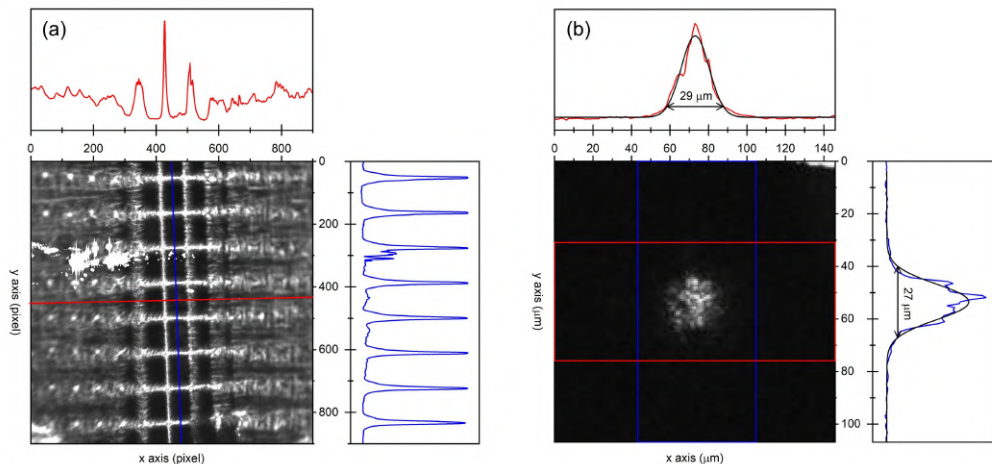 (a)
0 200 400 600 800
0
200
400
600
800
y axis (pixel)
x axis (pixel)
(b)
29 μm
0 20 40 60 80 100 120 140
0
20
40
60
80
100
y axis (μm)
27 μm
x axis (μm)